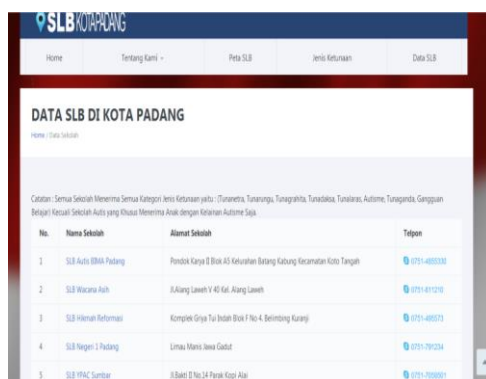 SLB KOTAPADANG
Home Tentang Kami Peta SLB Jenis Ketunaan Data SLB
DATA SLB DI KOTA PADANG
Home / Data Sekolah
Catatan : Semua Sekolah Menerima Semua Kategori Jenis Ketunaan yaitu : (Tunanetra, Tunarungu, Tunagrahita, Tunadaksa, Tunalaras, Autisme, Tunaganda, Gangguan
Belajar) Kecuali Sekolah Autis yang Khusus Menerima Anak dengan Kelainan Autisme Saja.
No. Nama Sekolah Alamat Sekolah Telpon
1 SLB Autis BIMA Padang Pondok Karya II Blok A5 Kelurahan Batang Kabung Kecamatan Koto Tangah 0751-4855330
2 SLB Wacana Asih Jl.Alang Laweh V 40 Kel. Alang Laweh 0751-811210
3 SLB Hikmah Reformasi Komplek Griya Tui Indah Blok F No 4. Belimbing Kuranji 0751-495573
4 SLB Negeri 1 Padang Limau Manis Jawa Gadut 0751-791234
5 SLB YPAC Sumbar Jl.Bakti II No.14 Parak Kopi Alai